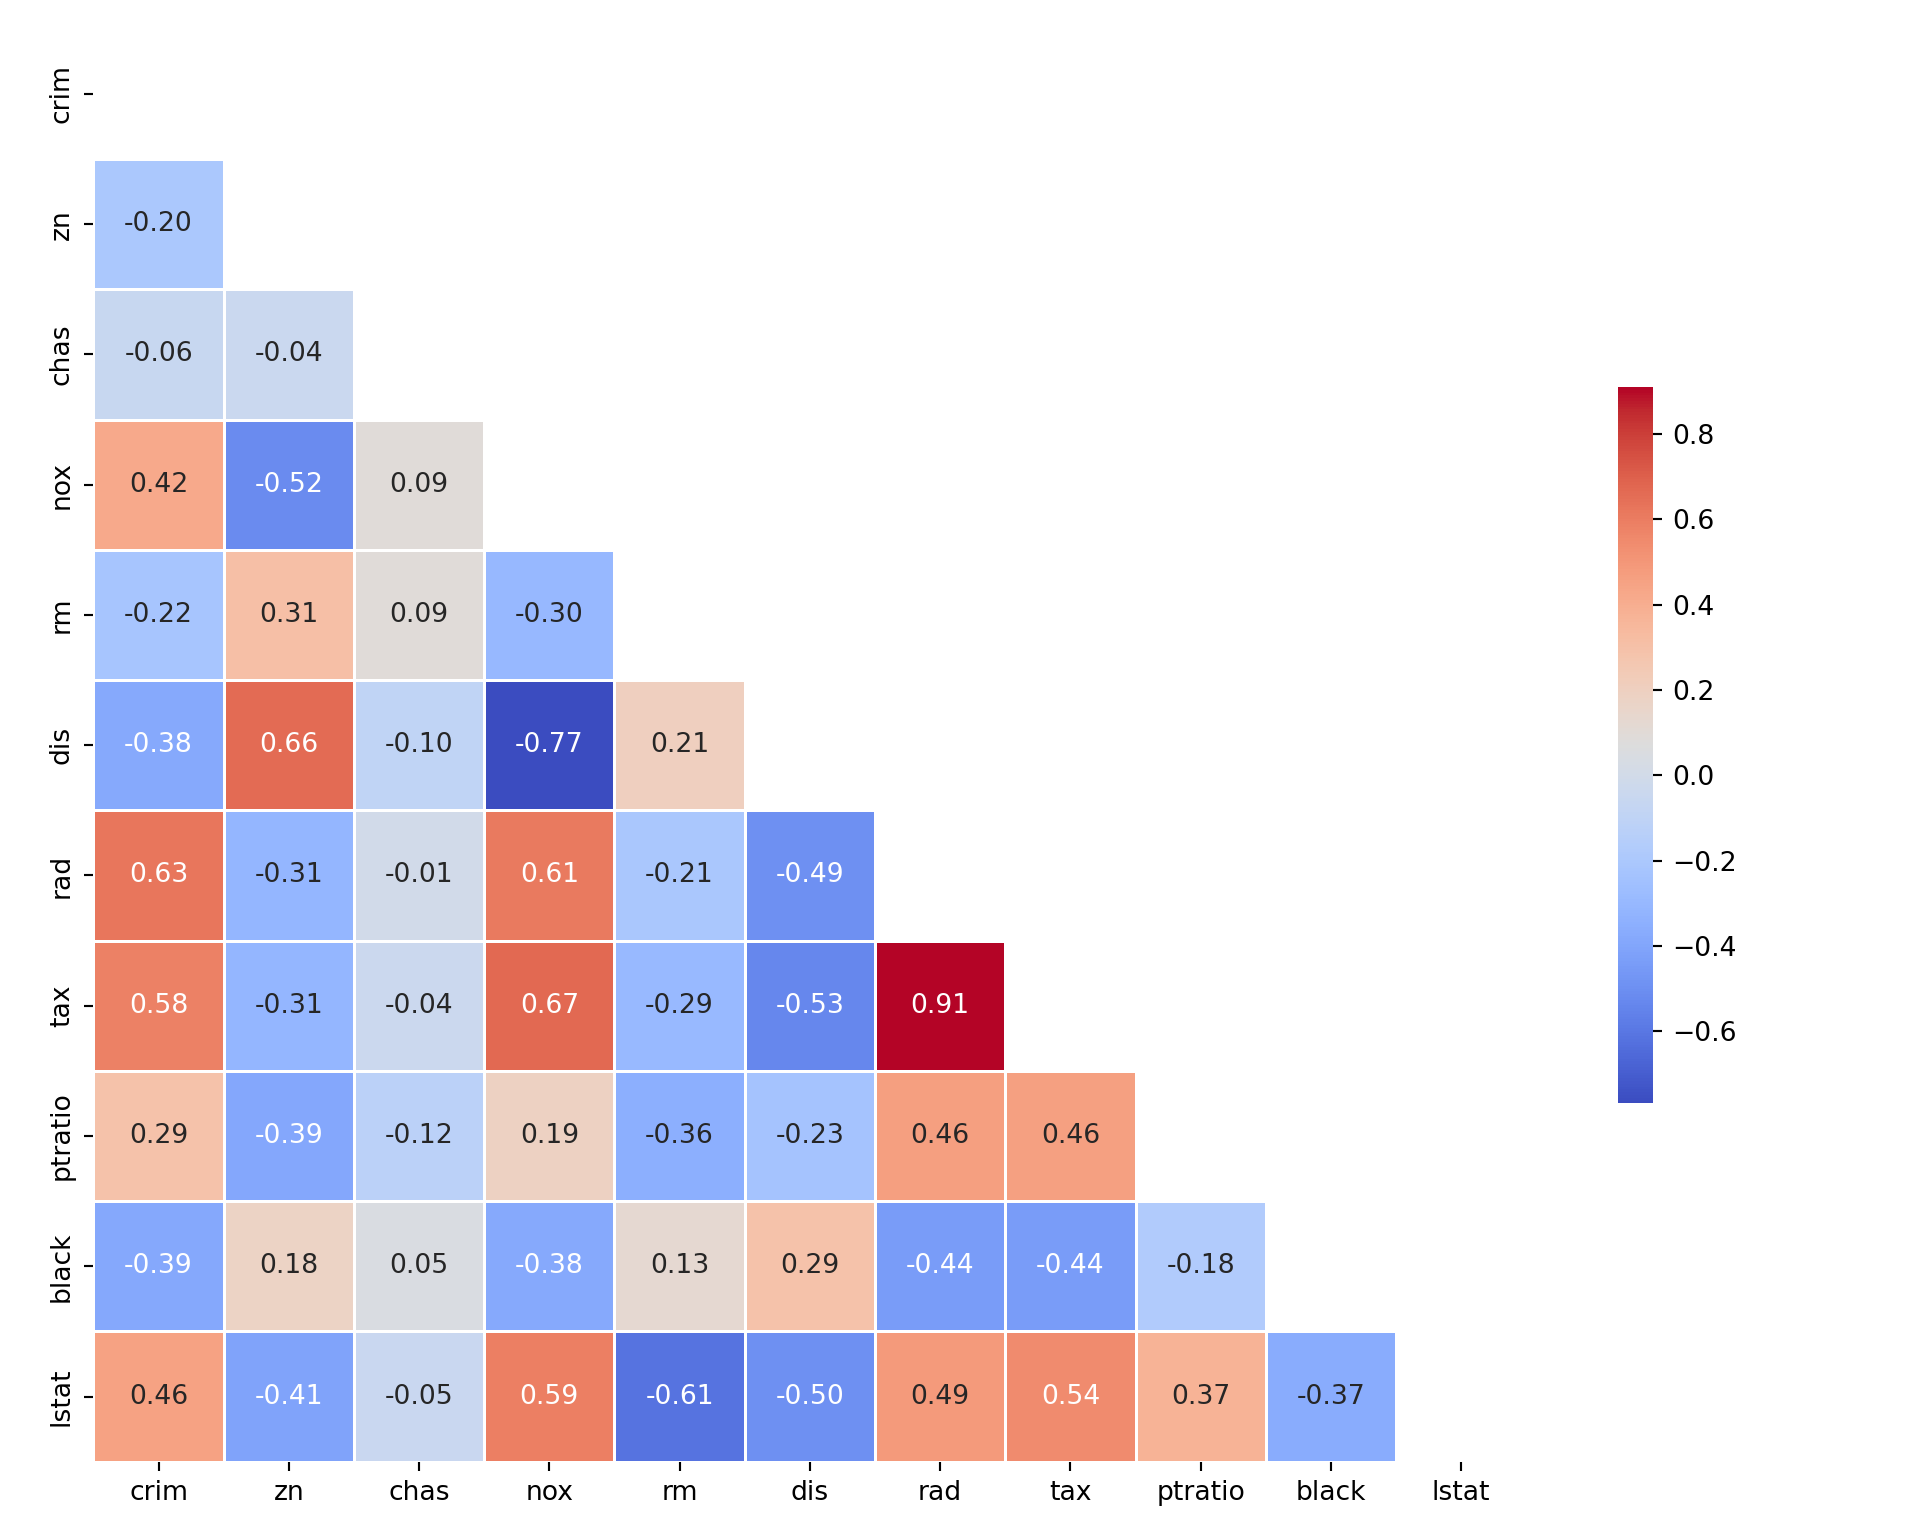 crim
zn -0.20
chas -0.06 -0.04
nox 0.42 -0.52 0.09
rm -0.22 0.31 0.09 -0.30
dis -0.38 0.66 -0.10 -0.77 0.21
rad 0.63 -0.31 -0.01 0.61 -0.21 -0.49
tax 0.58 -0.31 -0.04 0.67 -0.29 -0.53 0.91
ptratio 0.29 -0.39 -0.12 0.19 -0.36 -0.23 0.46 0.46
black -0.39 0.18 0.05 -0.38 0.13 0.29 -0.44 -0.44 -0.18
lstat 0.46 -0.41 -0.05 0.59 -0.61 -0.50 0.49 0.54 0.37 -0.37
crim zn chas nox rm dis rad tax ptratio black lstat
0.8
0.6
0.4
0.2
0.0
−0.2
−0.4
−0.6